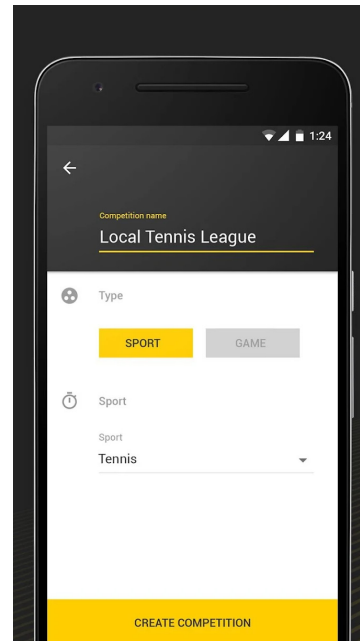 1:24
Competition name
Local Tennis League
Type
SPORT GAME
Sport
Sport
Tennis
CREATE COMPETITION